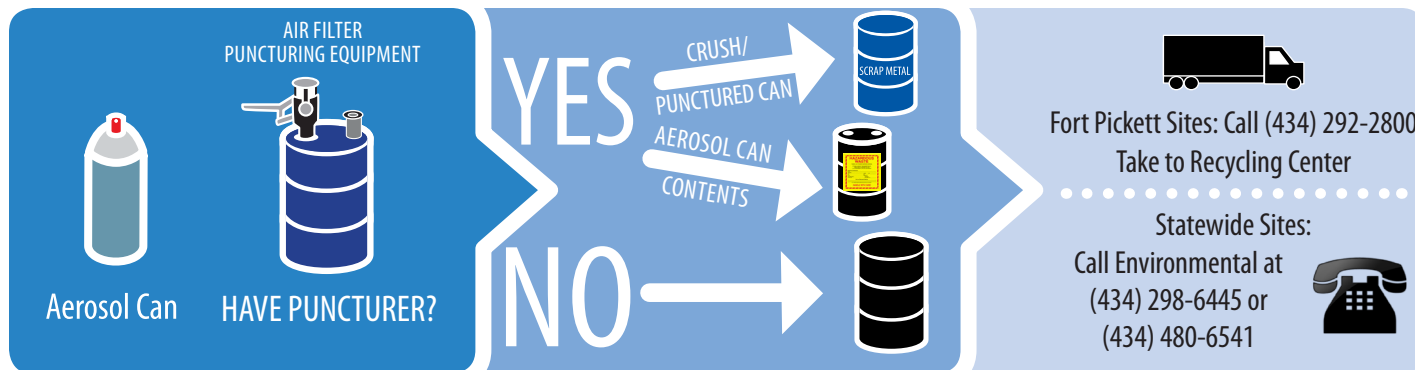 AIR FILTER
PUNCTURING EQUIPMENT
Aerosol Can
HAVE PUNCTURER?
YES
CRUSH/
PUNCTURED CAN
SCRAP METAL
AEROSOL CAN
CONTENTS
HAZARDOUS
WASTE
NO
Fort Pickett Sites: Call (434) 292-2800
Take to Recycling Center
Statewide Sites:
Call Environmental at
(434) 298-6445 or
(434) 480-6541